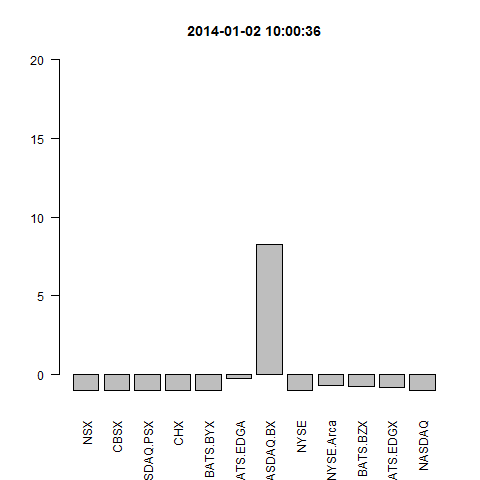 2014-01-02 10:00:36
20
15
10
5
0
NSX
CBSX
SDAQ.PSX
CHX
BATS.BYX
ATS.EDGA
ASDAQ.BX
NYSE
NYSE.Arca
BATS.BZX
ATS.EDGX
NASDAQ